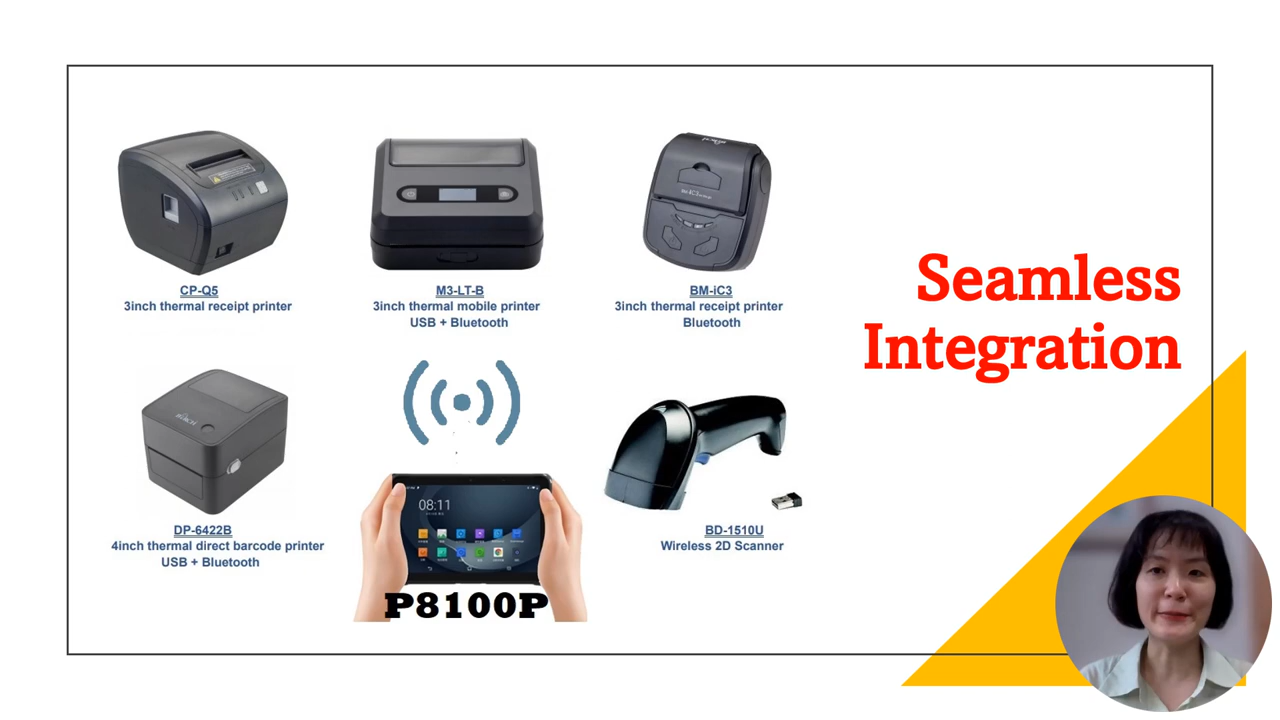 CP-Q5
3inch thermal receipt printer
M3-LT-B
3inch thermal mobile printer
USB + Bluetooth
BM-iC3
3inch thermal receipt printer
Bluetooth
Seamless
Integration
DP-6422B
4inch thermal direct barcode printer
USB + Bluetooth
08:11
P8100P
BD-1510U
Wireless 2D Scanner